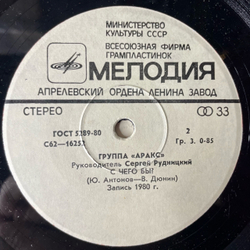 МИНИСТЕРСТВО
КУЛЬТУРЫ СССР
ВСЕСОЮЗНАЯ ФИРМА
ГРАМПЛАСТИНОК
МЕЛОДИЯ
АПРЕЛЕВСКИЙ ОРДЕНА ЛЕНИНА ЗАВОД
СТЕРЕО
33
ГОСТ 5289-80
2
С62—16257
Гр. 3. 0-85
ГРУППА «АРАКС»
Руководитель Сергей Рудницкий
С ЧЕГО БЫ?
(Ю. Антонов—В. Дюнин)
Запись 1980 г.